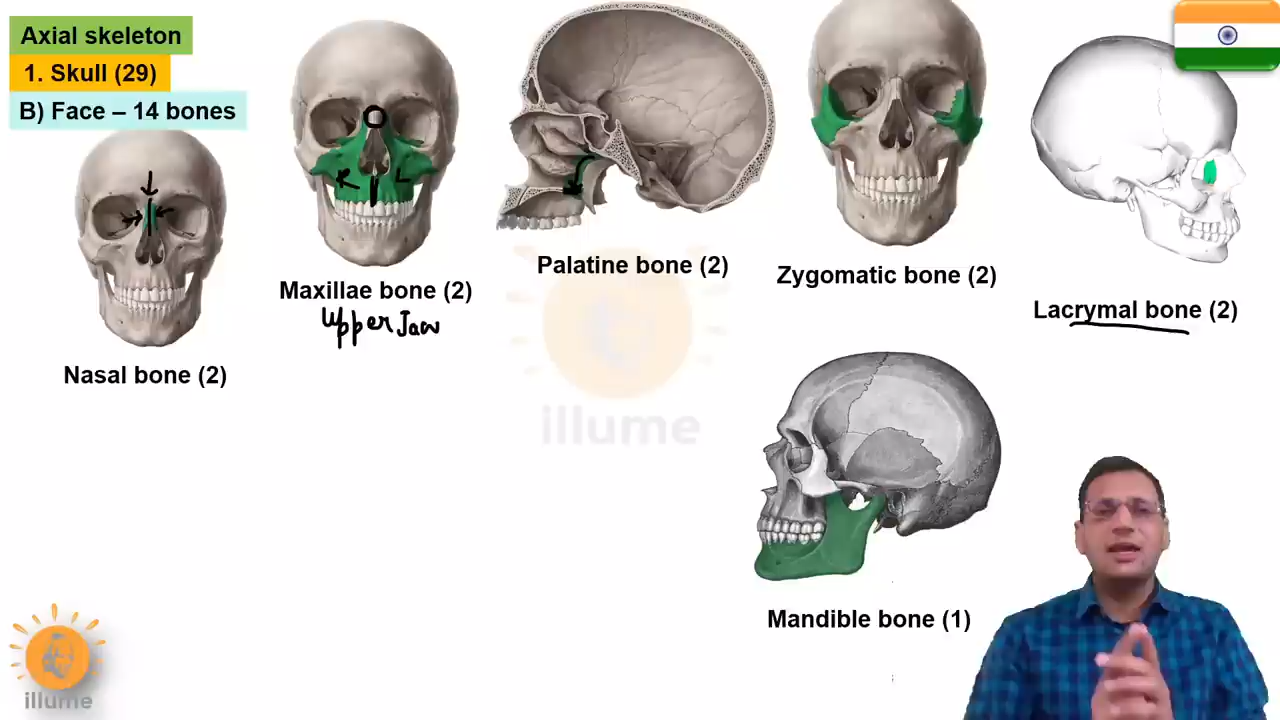 Axial skeleton
1. Skull (29)
B) Face – 14 bones
R L
Palatine bone (2)
Zygomatic bone (2)
Maxillae bone (2)
Upper Jaw
Lacrymal bone (2)
Nasal bone (2)
illume
Mandible bone (1)
illume